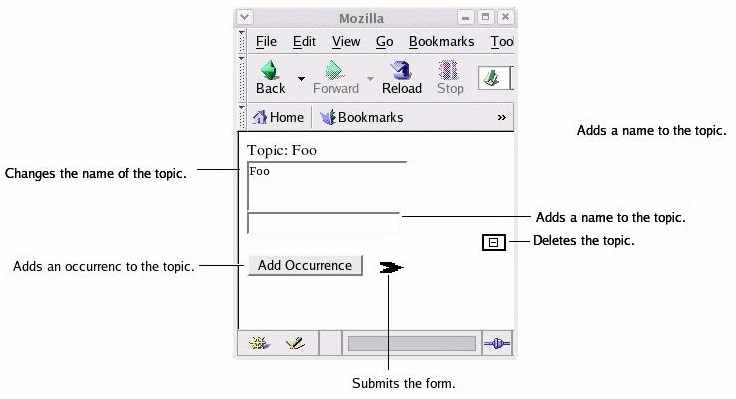 Mozilla
File Edit View Go Bookmarks Tool
Back Forward Reload Stop
Home Bookmarks »
Adds a name to the topic.
Topic: Foo
Changes the name of the topic.
Foo
Adds a name to the topic.
Deletes the topic.
Adds an occurrenc to the topic.
Add Occurrence
Submits the form.